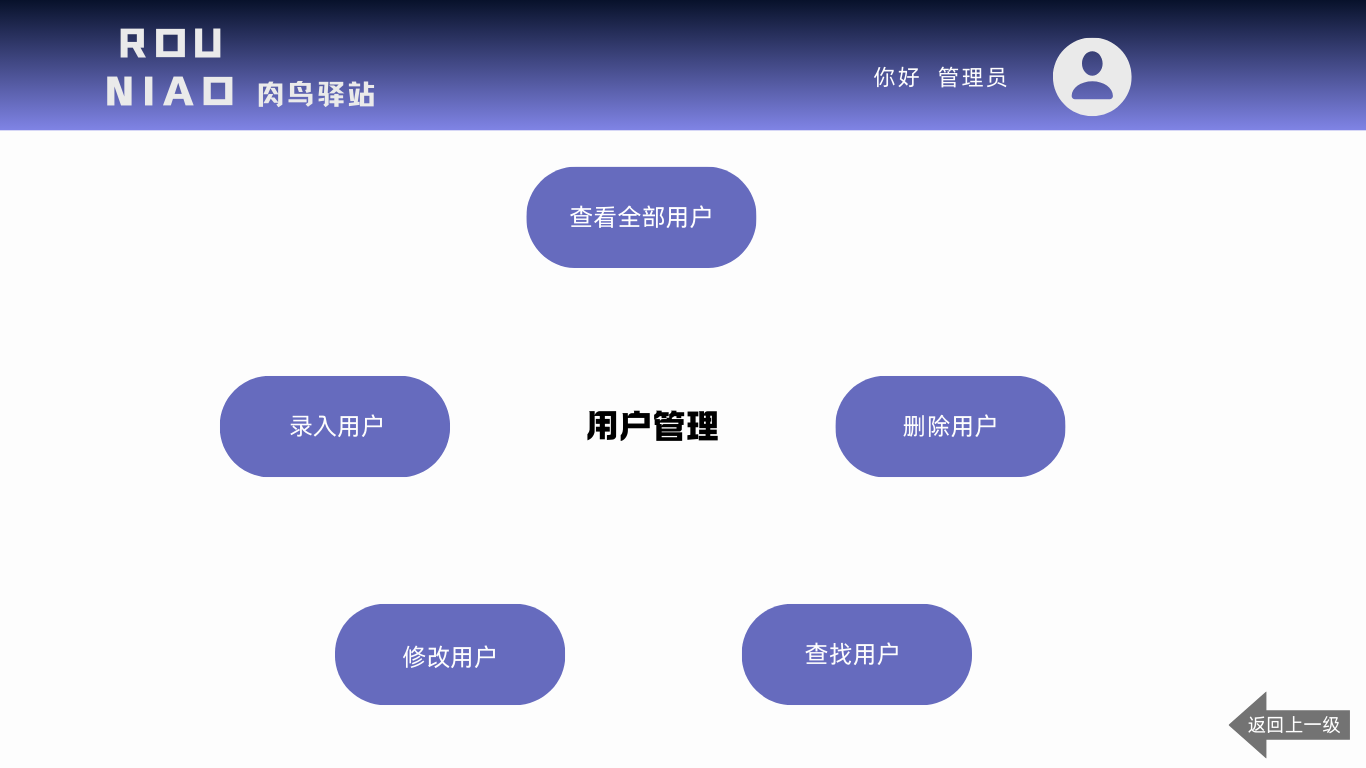 ROU
NIAO 肉鸟驿站
你好 管理员
查看全部用户
录入用户
用户管理
删除用户
修改用户
查找用户
返回上一级